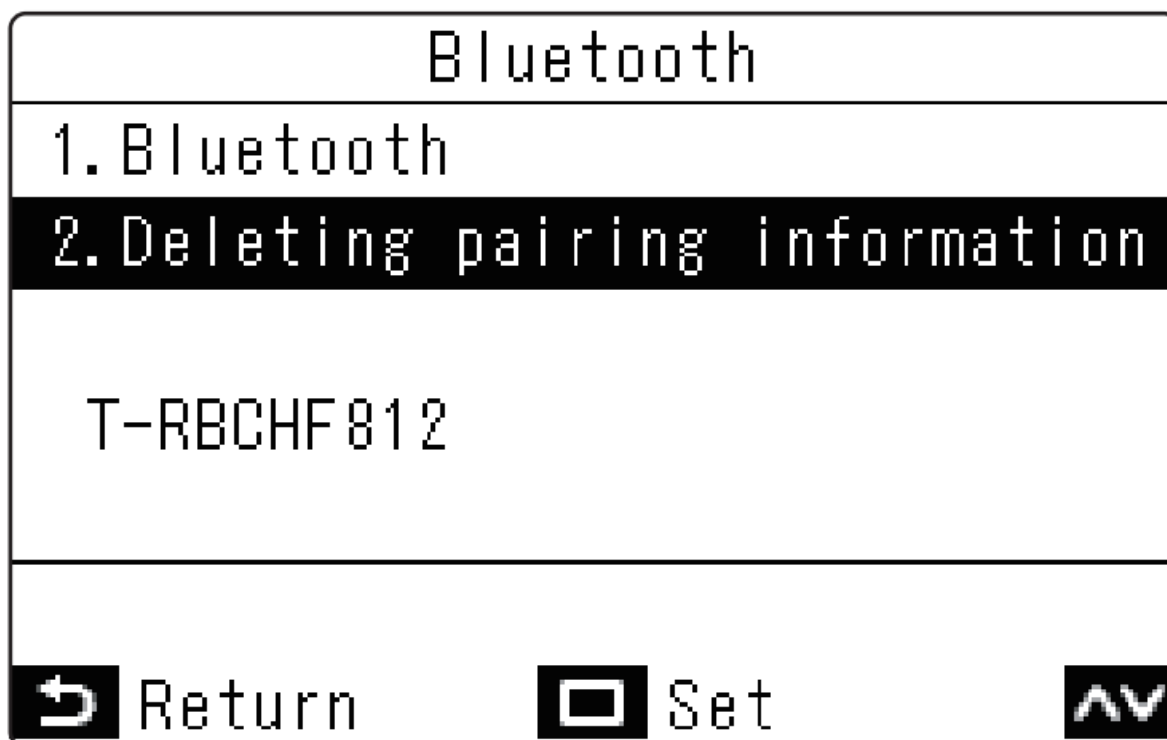 Bluetooth
1.Bluetooth
2.Deleting pairing information
T-RBCHF812
Return Set